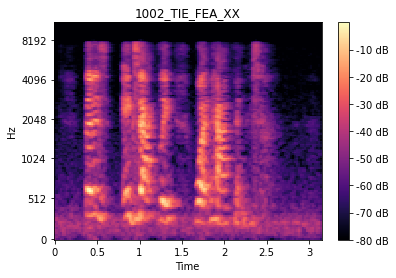 1002_TIE_FEA_XX
8192
4096
2048
1024
512
0
Hz
0 0.5 1 1.5 2 2.5 3
Time
-10 dB
-20 dB
-30 dB
-40 dB
-50 dB
-60 dB
-70 dB
-80 dB